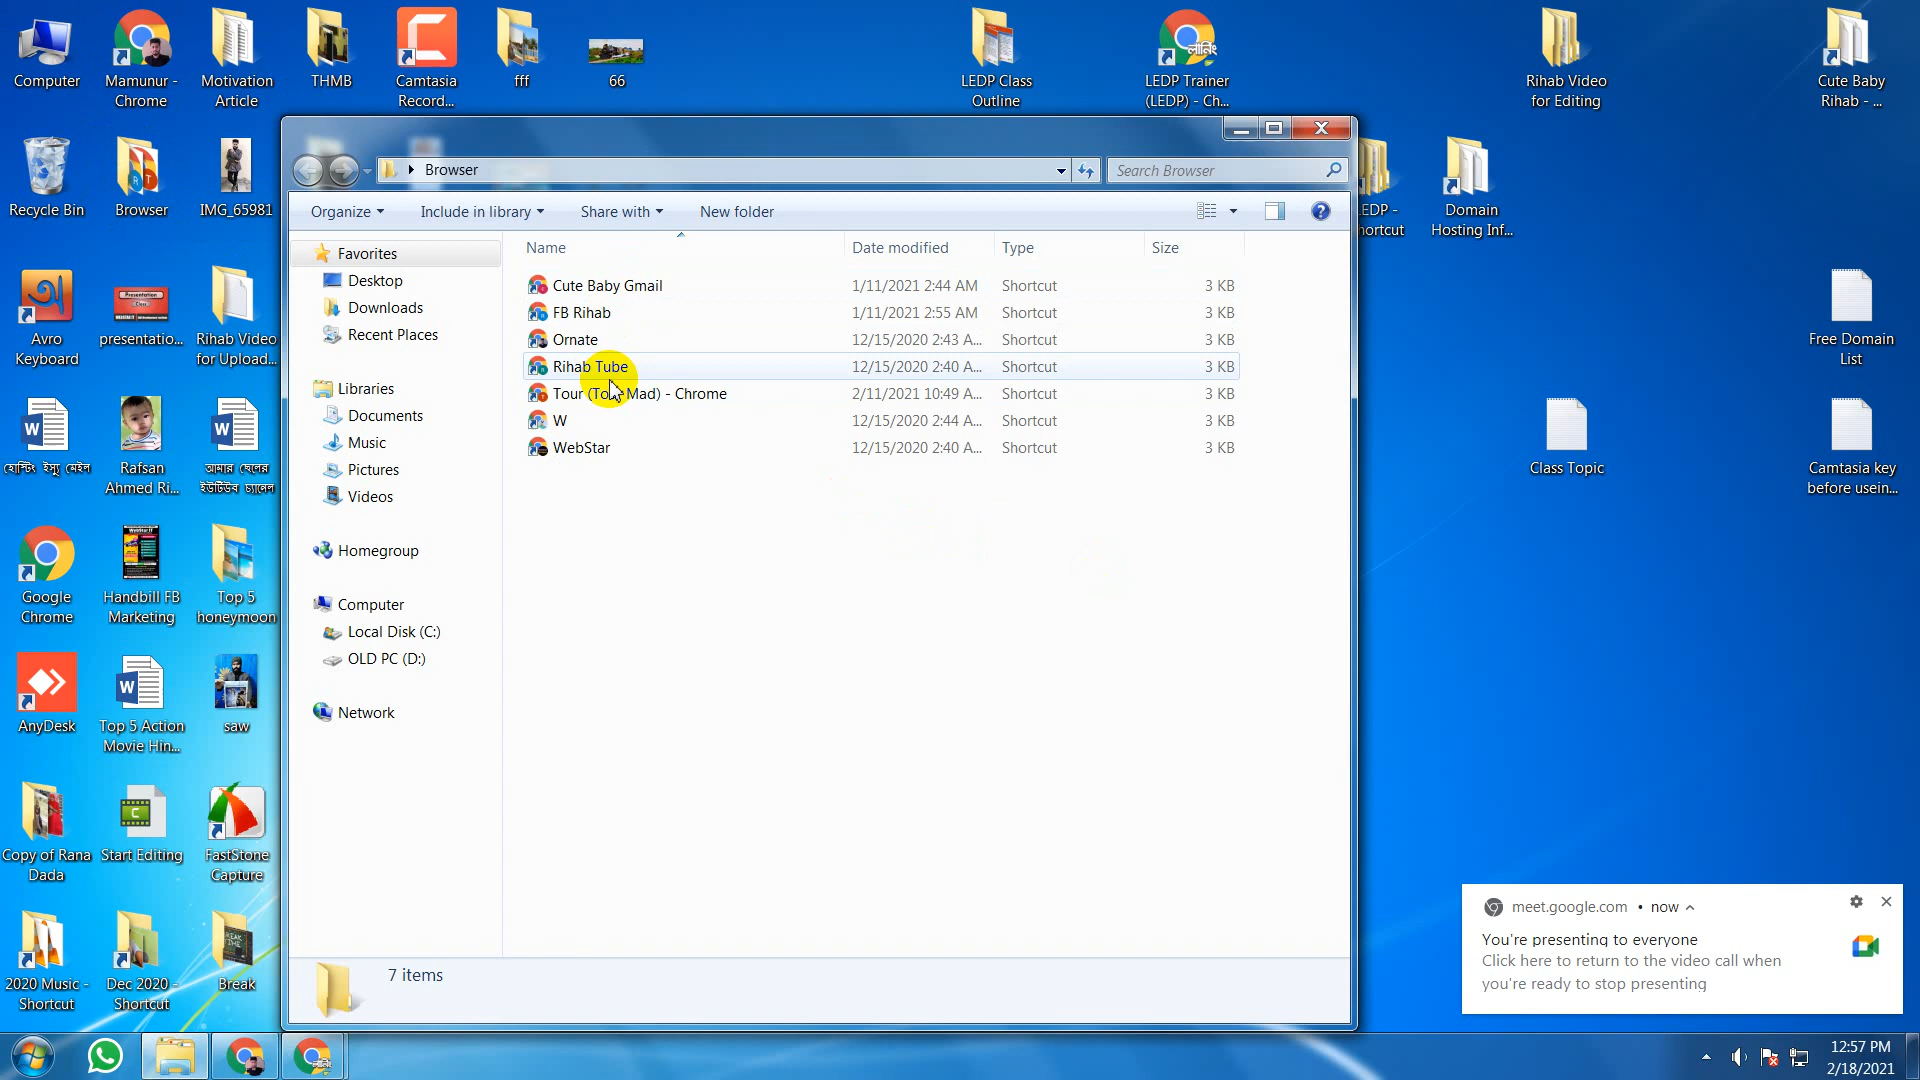 Computer
Mamunur -
Chrome
Motivation
Article
THMB
Camtasia
Record...
fff
66
LEDP Class
Outline
LEDP Trainer
(LEDP) - Ch...
লার্নিং
Rihab Video
for Editing
Cute Baby
Rihab - ...
Recycle Bin
Browser
IMG_65981
Domain
Hosting Inf...
Browser
Search Browser
Organize
Include in library
Share with
New folder
Name
Date modified
Type
Size
Favorites
Desktop
Downloads
Recent Places
Libraries
Documents
Music
Pictures
Videos
Homegroup
Computer
Local Disk (C:)
OLD PC (D:)
Network
Cute Baby Gmail 1/11/2021 2:44 AM Shortcut 3 KB
FB Rihab 1/11/2021 2:55 AM Shortcut 3 KB
Ornate 12/15/2020 2:43 A... Shortcut 3 KB
Rihab Tube 12/15/2020 2:40 A... Shortcut 3 KB
Tour (Tour Mad) - Chrome 2/11/2021 10:49 A... Shortcut 3 KB
W 12/15/2020 2:44 A... Shortcut 3 KB
WebStar 12/15/2020 2:40 A... Shortcut 3 KB
7 items
Avro
Keyboard
presentatio...
Rihab Video
for Upload...
Free Domain
List
হোস্টিং ইস্যু মেইল
Rafsan
Ahmed Ri...
আমার ছেলের
ইউটিউব চ্যানেল
Class Topic
Camtasia key
before usein...
Google
Chrome
Handbill FB
Marketing
Top 5
honeymoon
AnyDesk
Top 5 Action
Movie Hin...
saw
Copy of Rana
Dada
Start Editing
FastStone
Capture
2020 Music -
Shortcut
Dec 2020 -
Shortcut
Break
meet.google.com • now
You're presenting to everyone
Click here to return to the video call when
you're ready to stop presenting
12:57 PM
2/18/2021